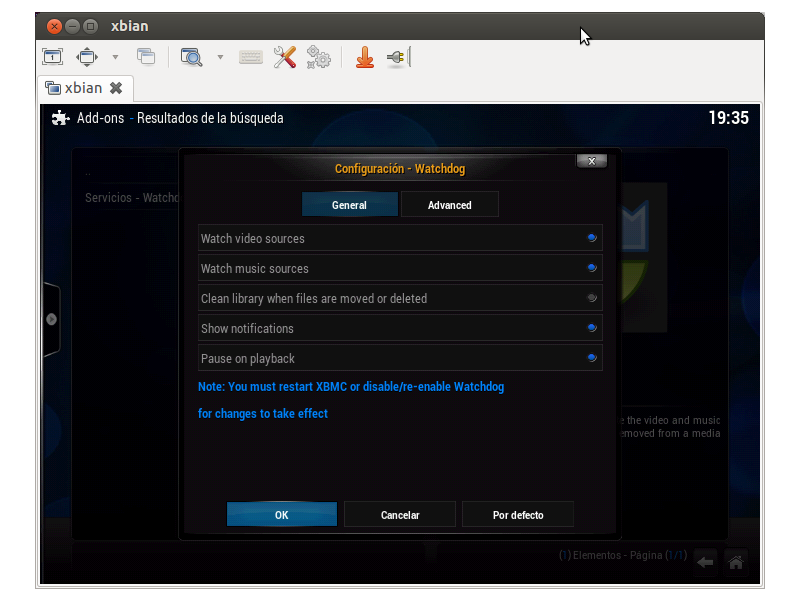 xbian
xbian
Add-ons - Resultados de la búsqueda
19:35
..
Servicios - Watchd
Configuración - Watchdog
x
General
Advanced
Watch video sources
Watch music sources
Clean library when files are moved or deleted
Show notifications
Pause on playback
Note: You must restart XBMC or disable/re-enable Watchdog
for changes to take effect
e the video and music
emoved from a media
OK
Cancelar
Por defecto
(1) Elementos - Página (1/1)